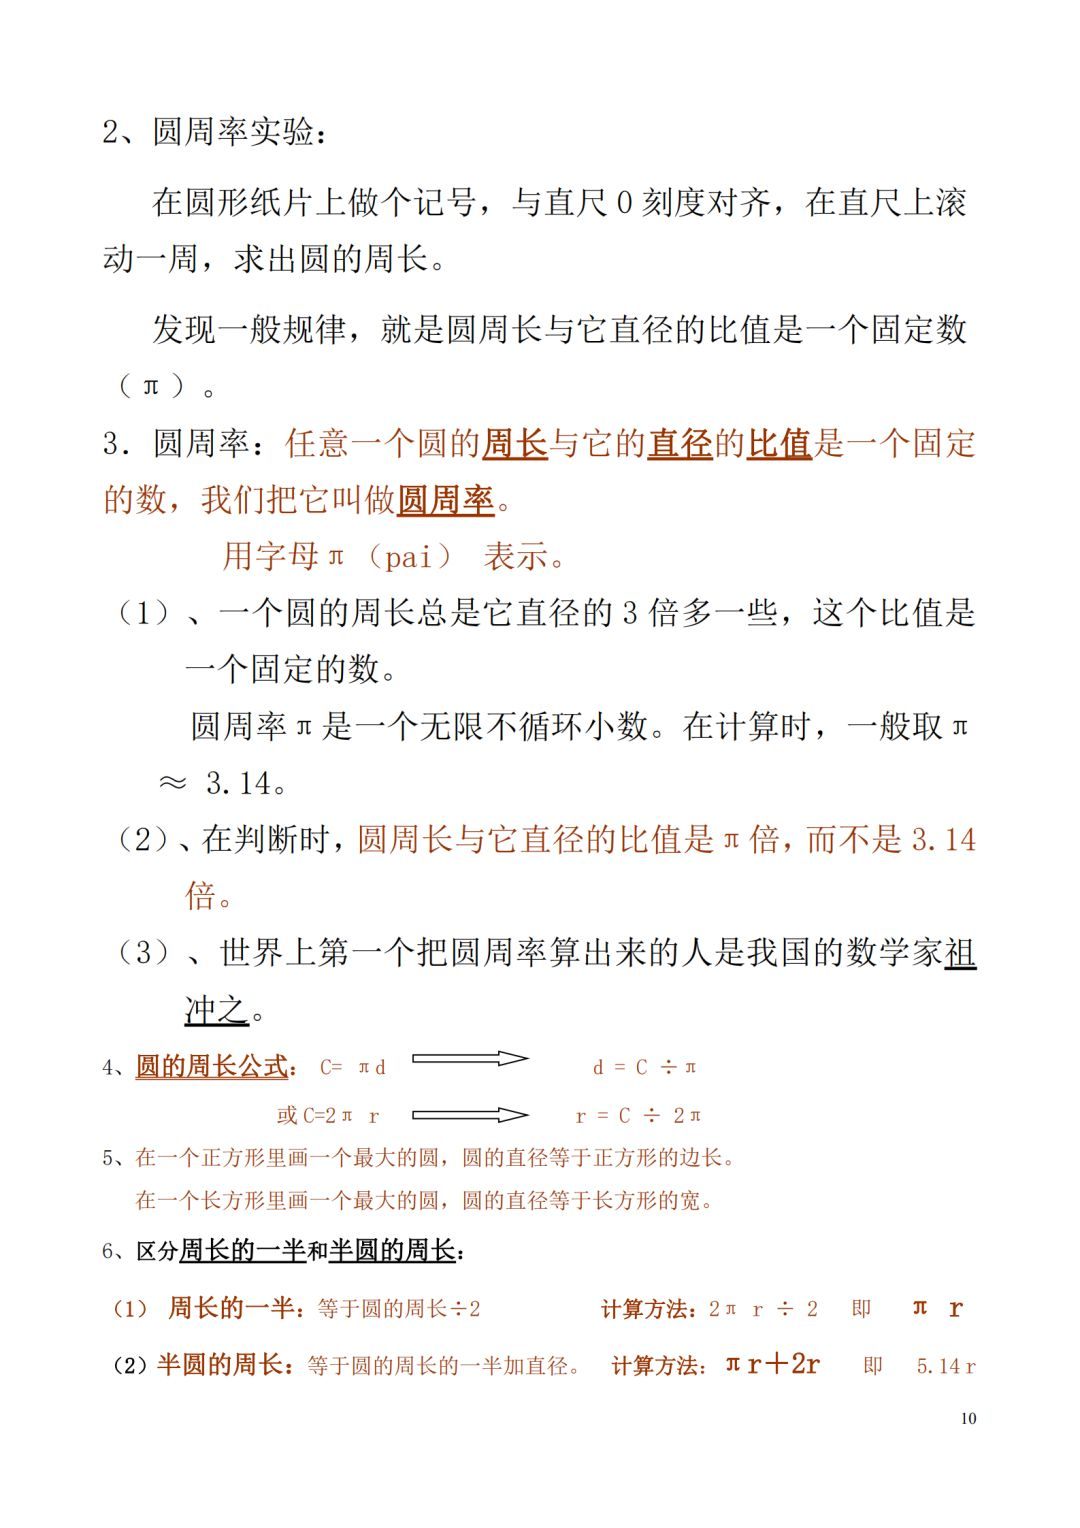 2、圆周率实验：
在圆形纸片上做个记号，与直尺 0 刻度对齐，在直尺上滚
动一周，求出圆的周长。
发现一般规律，就是圆周长与它直径的比值是一个固定数
（π）。
3．圆周率：任意一个圆的周长与它的直径的比值是一个固定
的数，我们把它叫做圆周率。
用字母π（pai） 表示。
（1）、一个圆的周长总是它直径的 3 倍多一些，这个比值是
一个固定的数。
圆周率π是一个无限不循环小数。在计算时，一般取π
≈ 3.14。
（2）、在判断时，圆周长与它直径的比值是π倍，而不是 3.14
倍。
（3）、世界上第一个把圆周率算出来的人是我国的数学家祖
冲之。
4、圆的周长公式： C= πd d = C ÷π
或 C=2π r r = C ÷ 2π
5、在一个正方形里画一个最大的圆，圆的直径等于正方形的边长。
在一个长方形里画一个最大的圆，圆的直径等于长方形的宽。
6、区分周长的一半和半圆的周长：
（1） 周长的一半：等于圆的周长÷2 计算方法：2π r ÷ 2 即 π r
（2）半圆的周长：等于圆的周长的一半加直径。 计算方法：πr＋2r 即 5.14 r
10